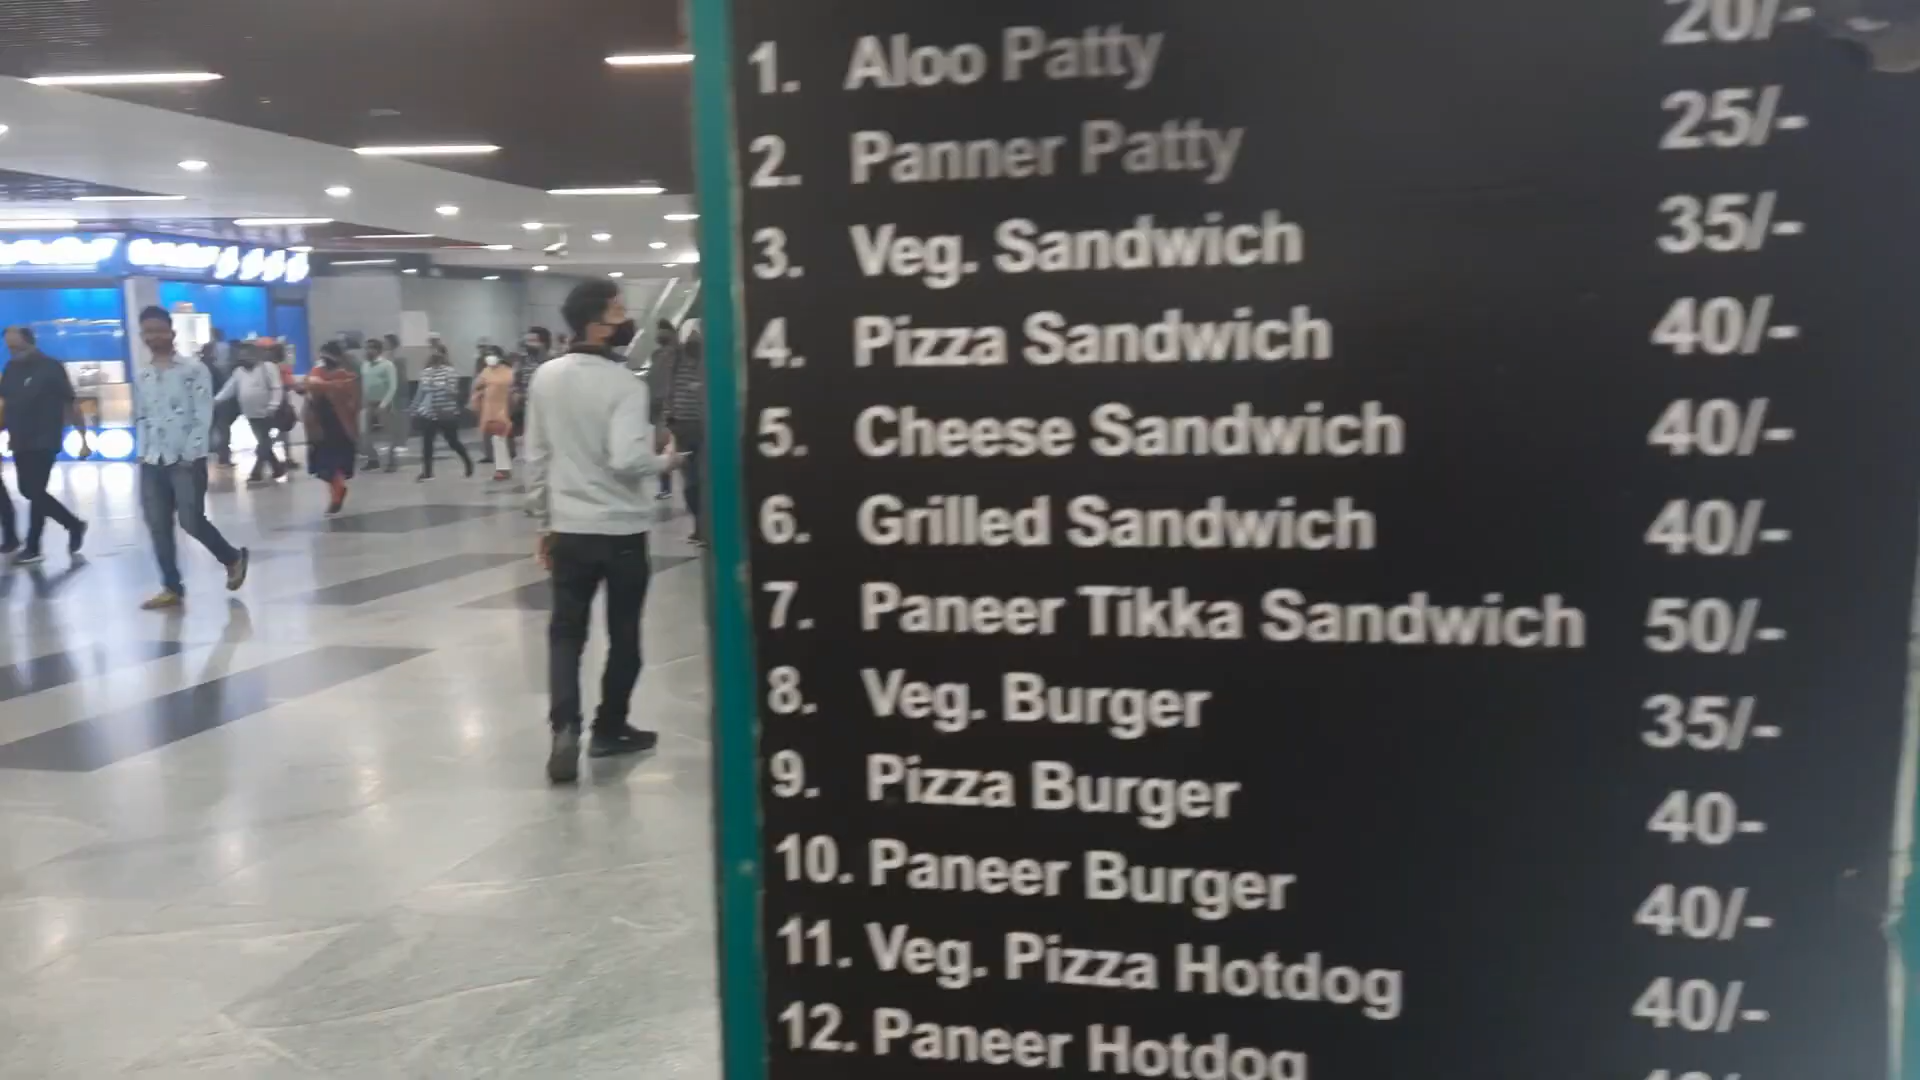 1. Aloo Patty 20/-
2. Panner Patty 25/-
3. Veg. Sandwich 35/-
4. Pizza Sandwich 40/-
5. Cheese Sandwich 40/-
6. Grilled Sandwich 40/-
7. Paneer Tikka Sandwich 50/-
8. Veg. Burger 35/-
9. Pizza Burger 40-
10. Paneer Burger 40/-
11. Veg. Pizza Hotdog 40/-
12. Paneer Hotdog